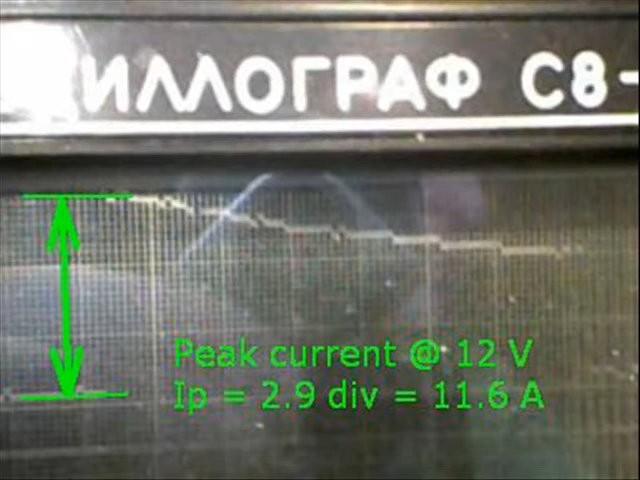 ИЛЛОГРАФ С8-
Peak current @ 12 V
Ip = 2.9 div = 11.6 A